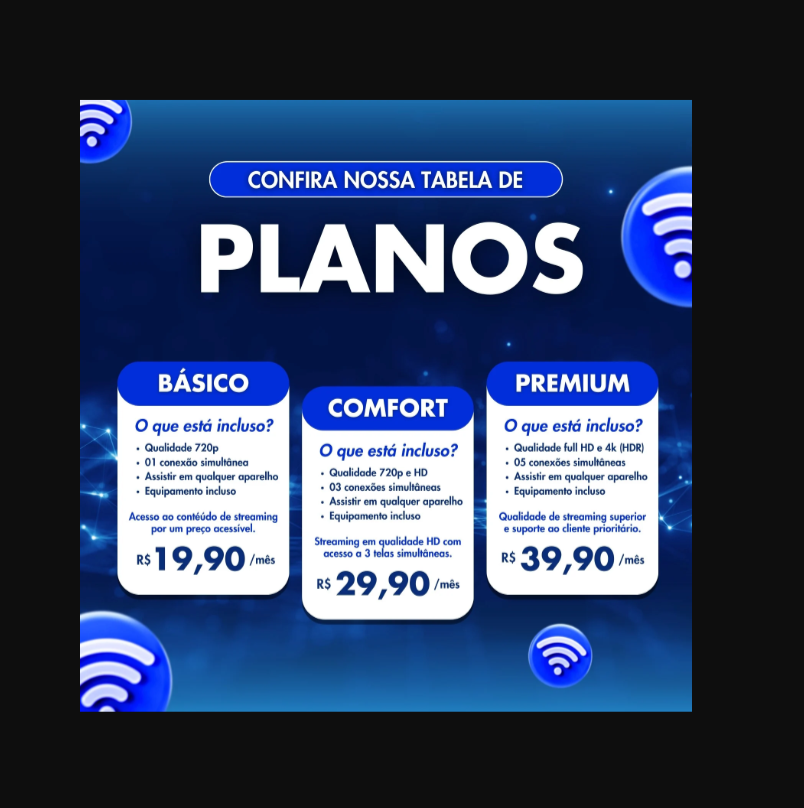 CONFIRA NOSSA TABELA DE
PLANOS
BÁSICO
O que está incluso?
• Qualidade 720p
• 01 conexão simultânea
• Assistir em qualquer aparelho
• Equipamento incluso
Acesso ao contéudo de streaming
por um preço acessível.
R$ 19,90 /mês
COMFORT
O que está incluso?
• Qualidade 720p e HD
• 03 conexões simultâneas
• Assistir em qualquer aparelho
• Equipamento incluso
Streaming em qualidade HD com
acesso a 3 telas simultâneas.
R$ 29,90 /mês
PREMIUM
O que está incluso?
• Qualidade full HD e 4k (HDR)
• 05 conexões simultâneas
• Assistir em qualquer aparelho
• Equipamento incluso
Qualidade de streaming superior
e suporte ao cliente prioritário.
R$ 39,90 /mês